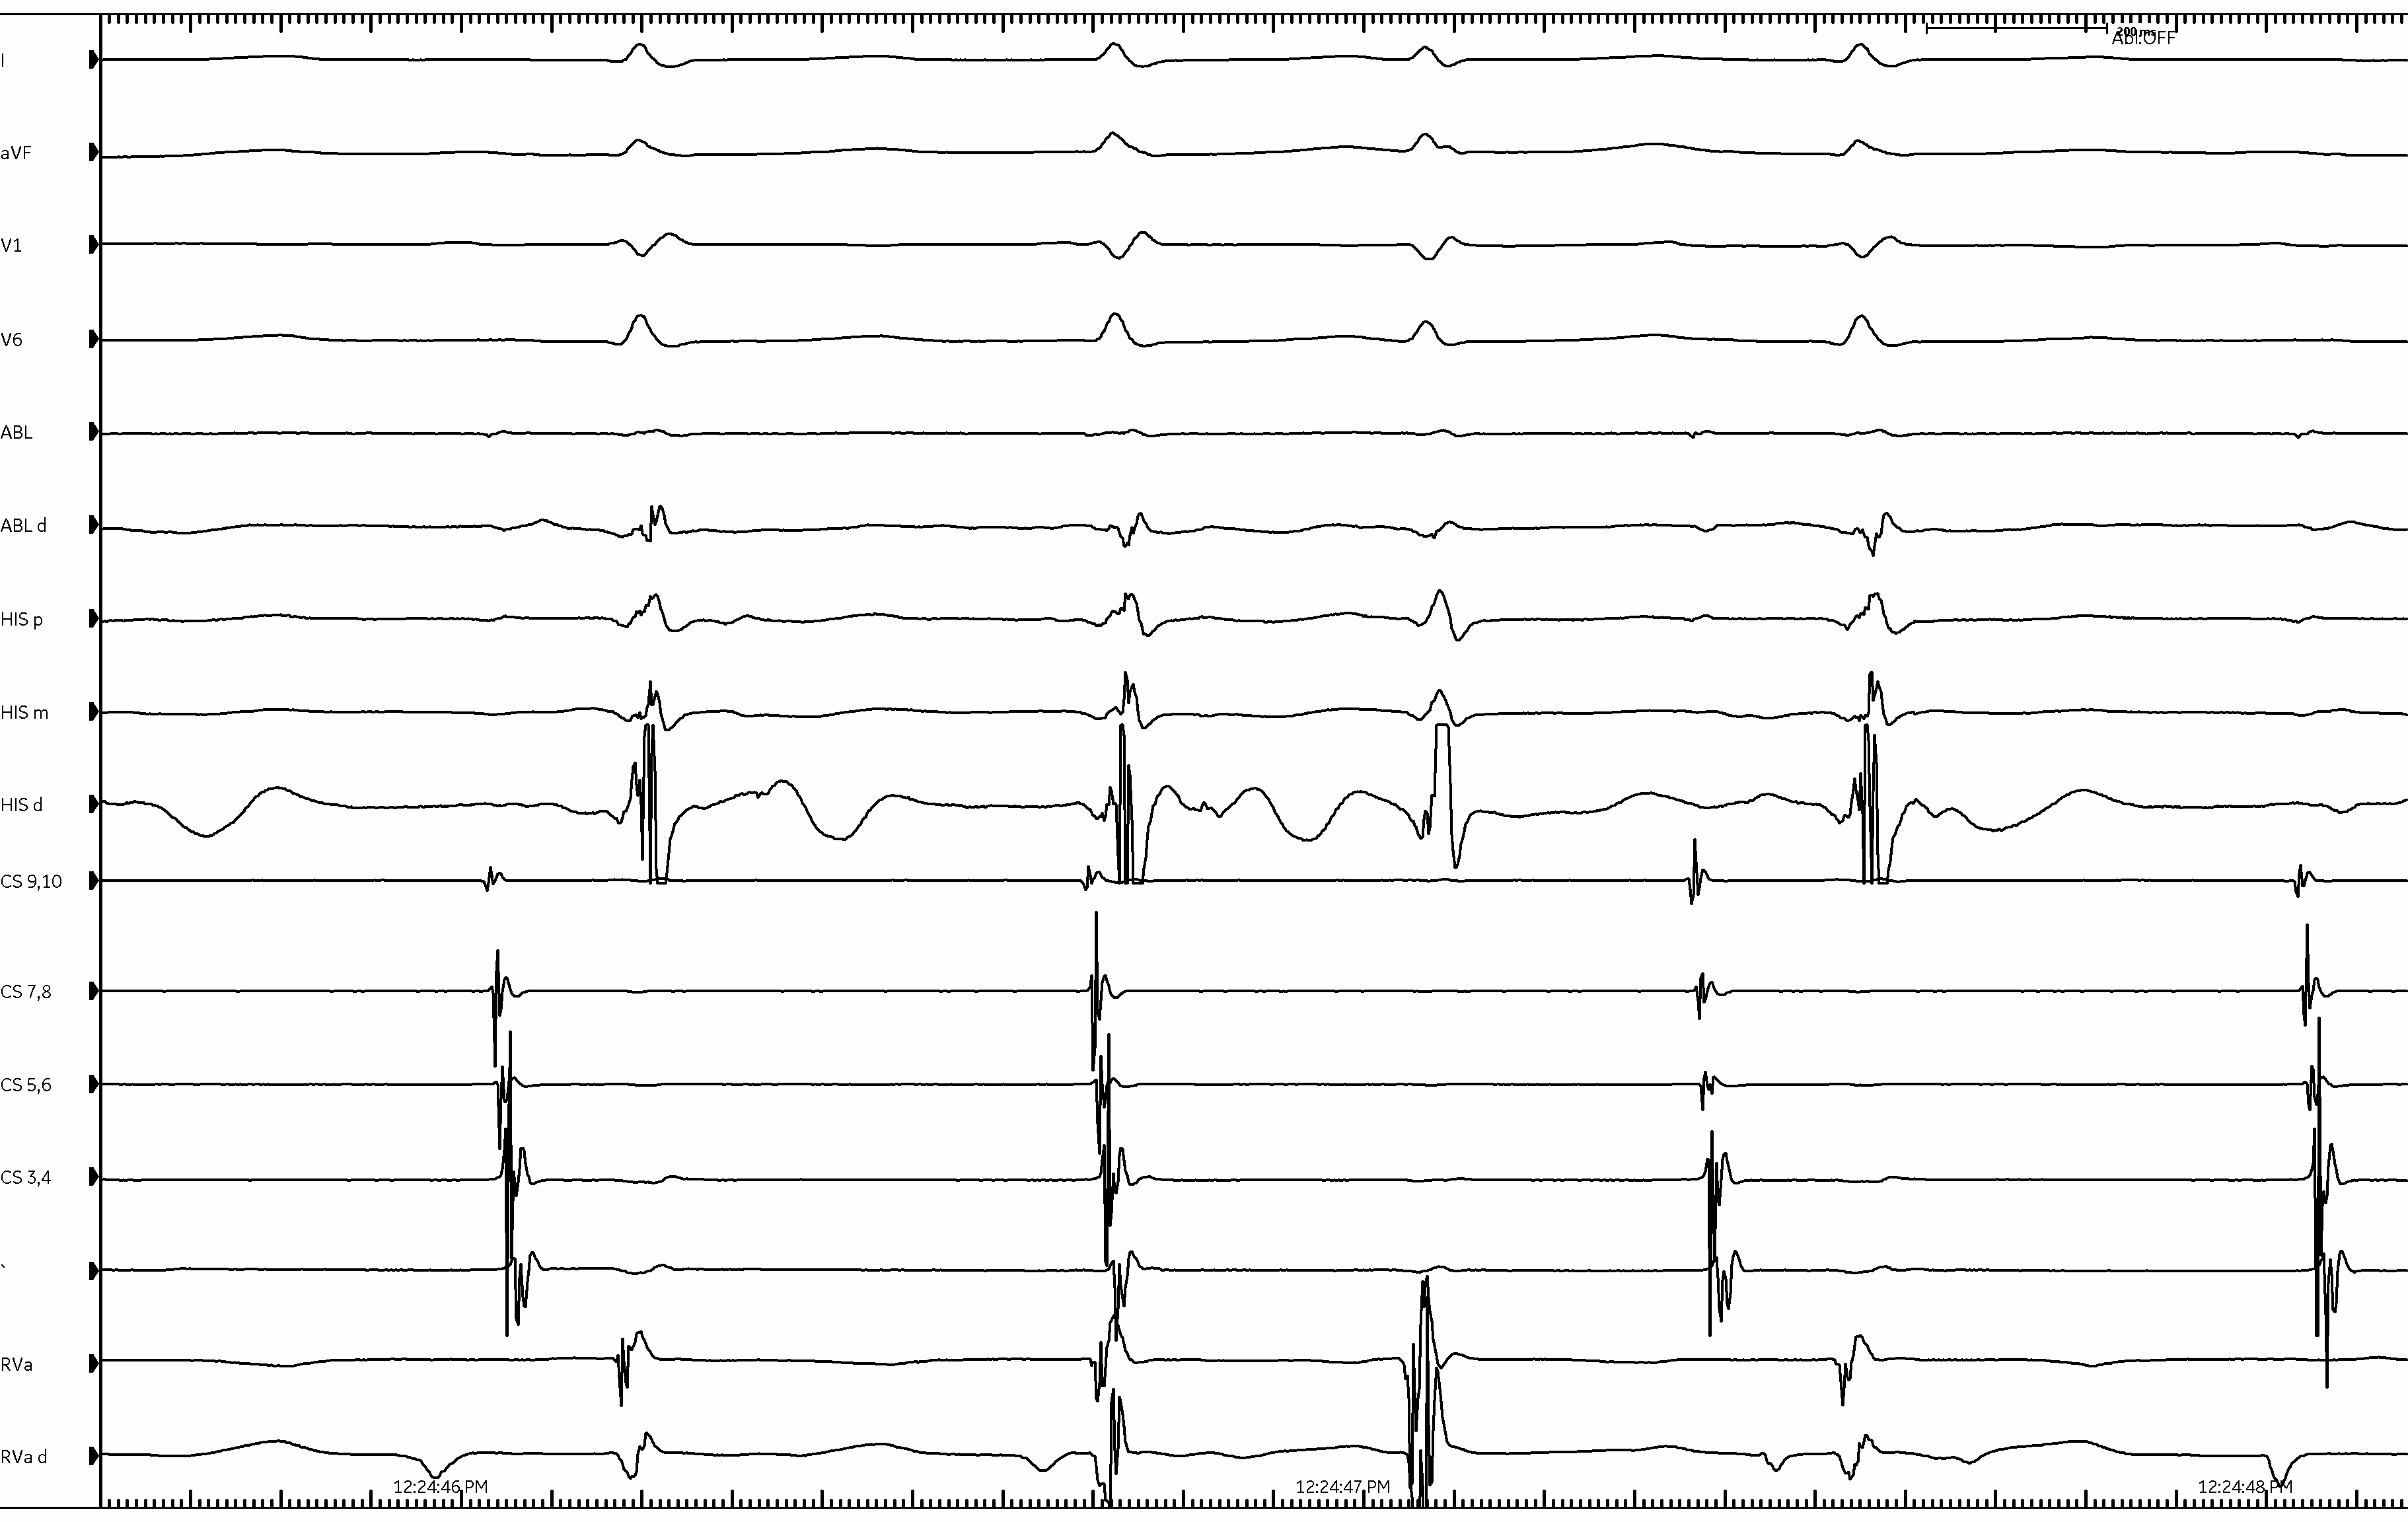 200 ms
Abl:OFF
I
aVF
V1
V6
ABL
ABL d
HIS p
HIS m
HIS d
CS 9,10
CS 7,8
CS 5,6
CS 3,4
`
RVa
RVa d
12:24:46 PM 12:24:47 PM 12:24:48 PM